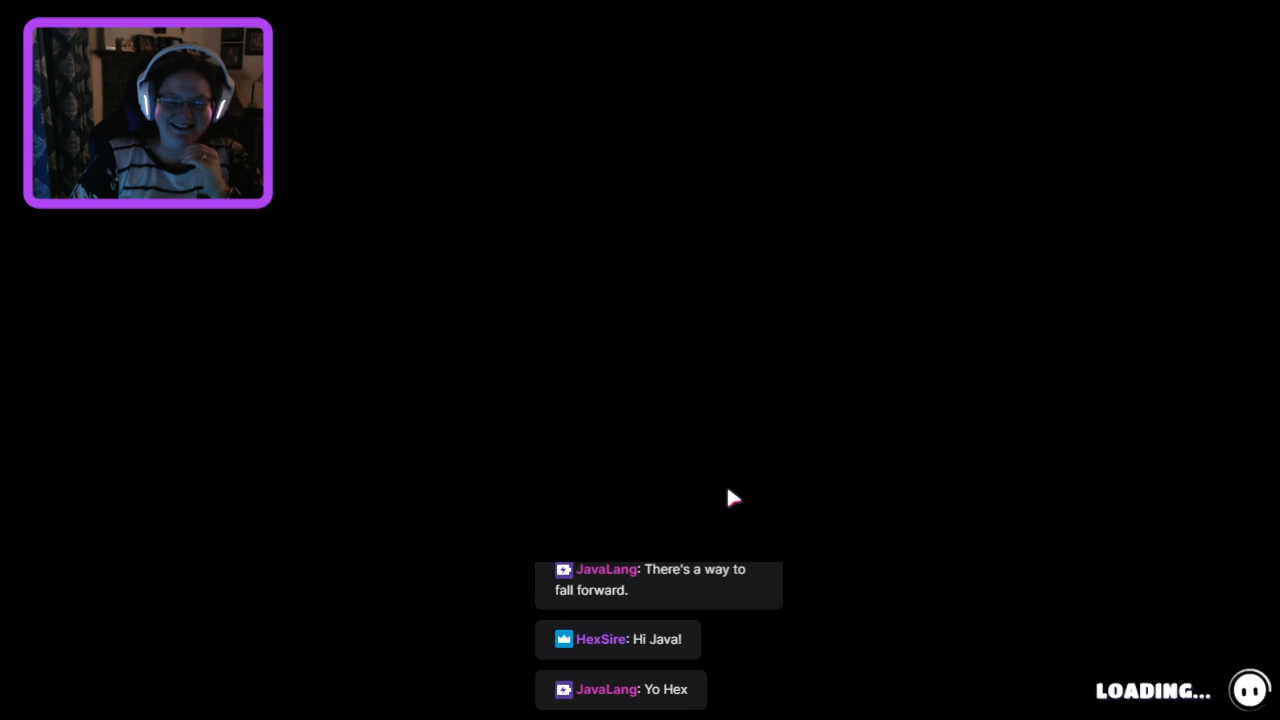 JavaLang: There's a way to
fall forward.
HexSire: Hi Java!
JavaLang: Yo Hex
LOADING...